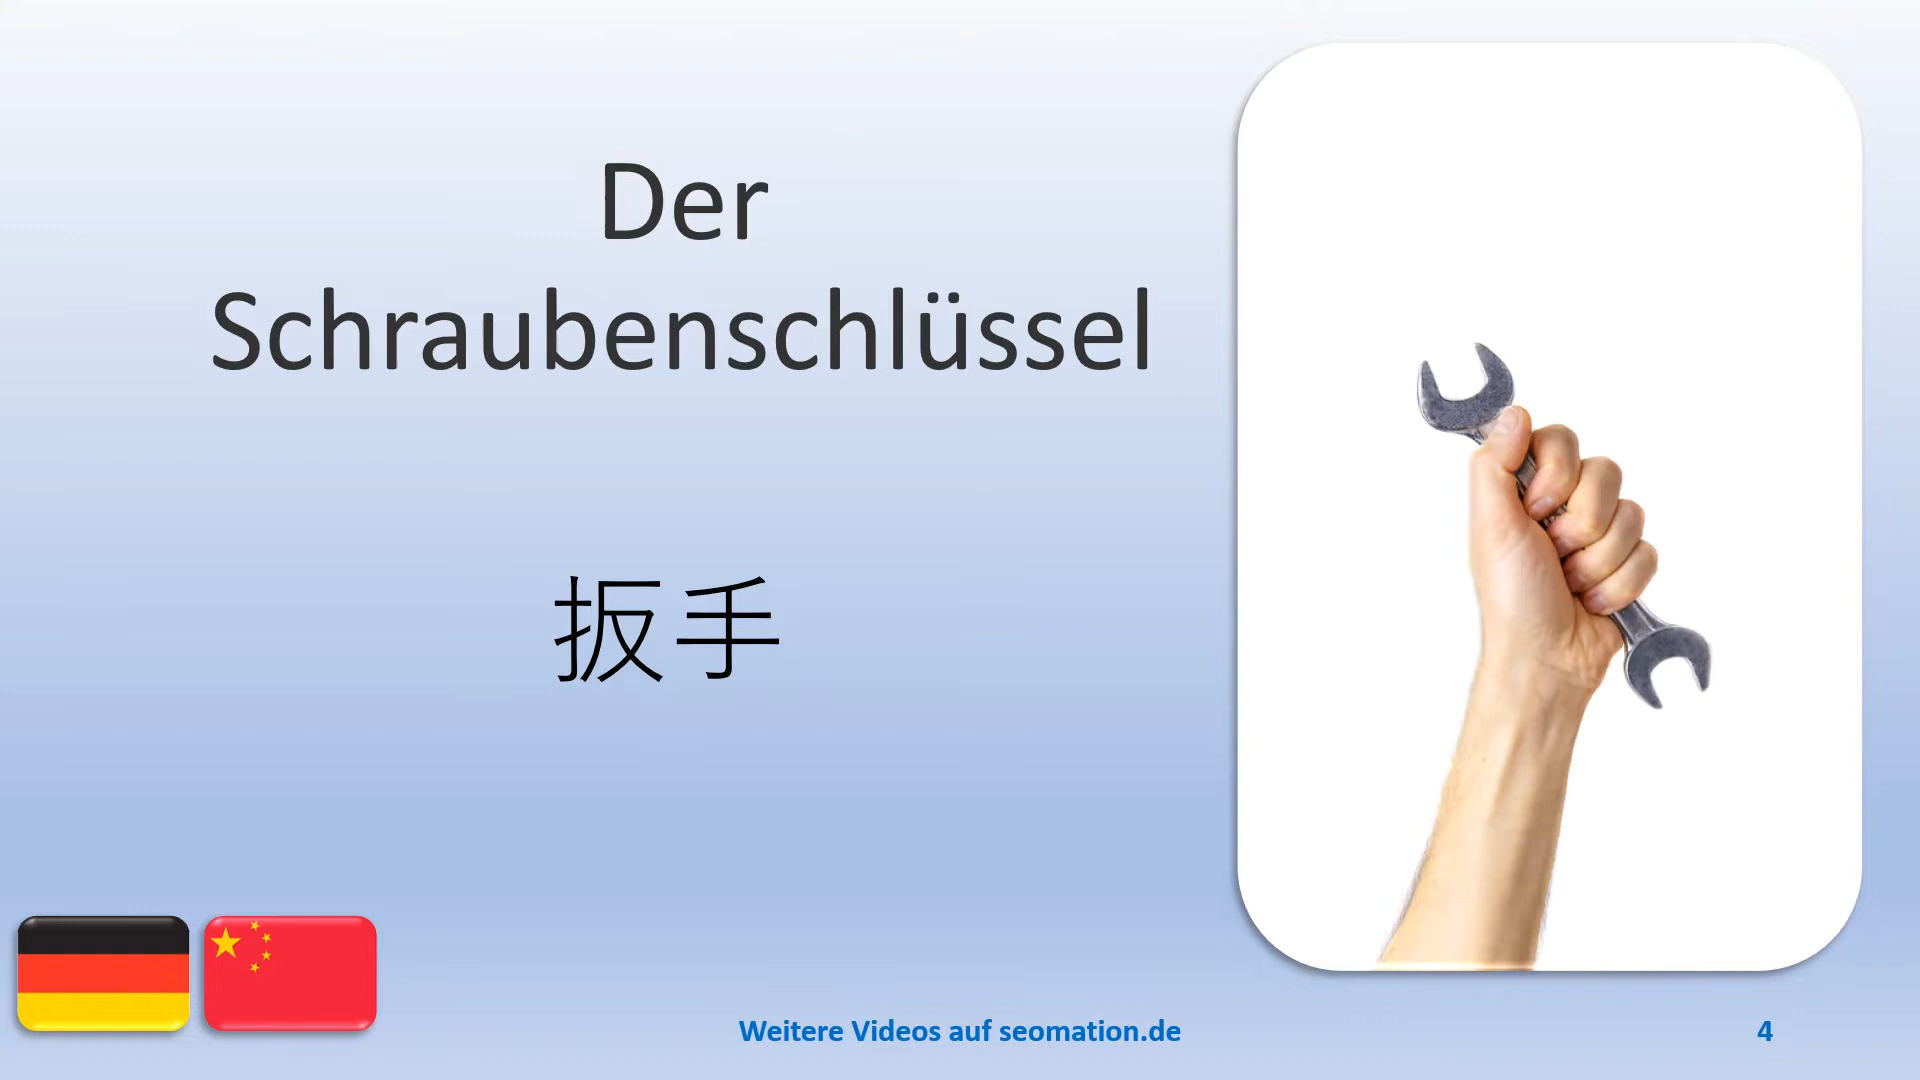 Der
Schraubenschlüssel
扳手
Weitere Videos auf seomation.de
4